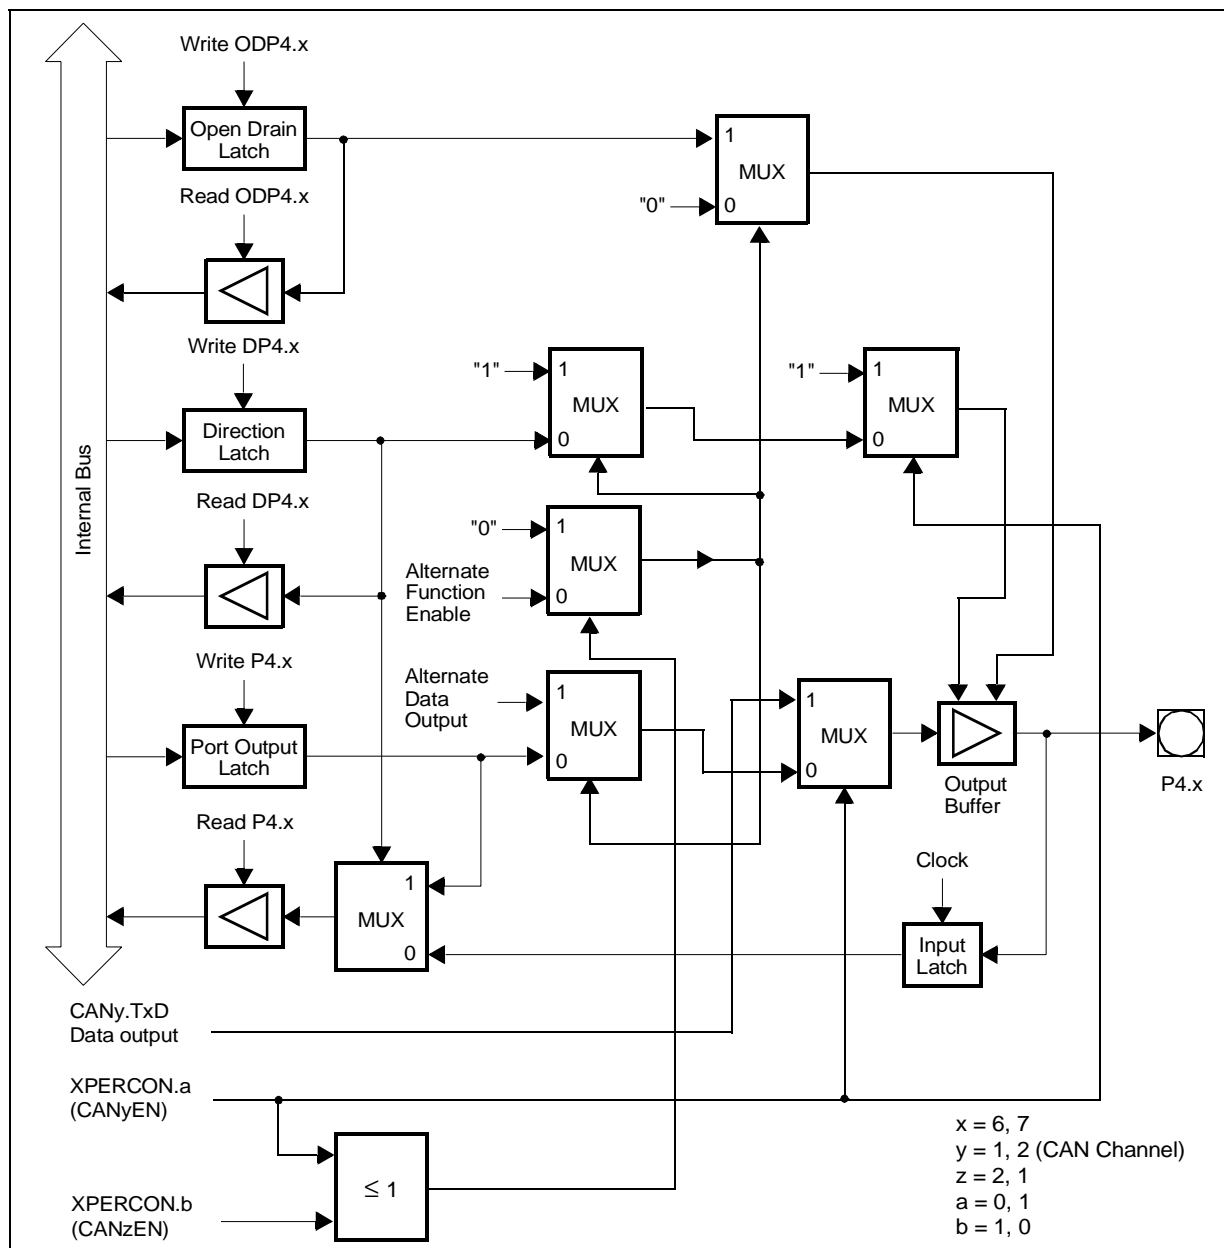 Write ODP4.x
Open Drain
Latch
Read ODP4.x
1
MUX
"0"
0
Write DP4.x
Direction
Latch
"1"
1
MUX
0
"1"
1
MUX
0
Internal Bus
Read DP4.x
"0"
1
MUX
Alternate
Function
Enable
0
Write P4.x
Port Output
Latch
Alternate
Data
Output
1
MUX
0
1
MUX
0
Output
Buffer
P4.x
Read P4.x
1
MUX
0
Clock
Input
Latch
CANy.TxD
Data output
XPERCON.a
(CANyEN)
≤ 1
XPERCON.b
(CANzEN)
x = 6, 7
y = 1, 2 (CAN Channel)
z = 2, 1
a = 0, 1
b = 1, 0